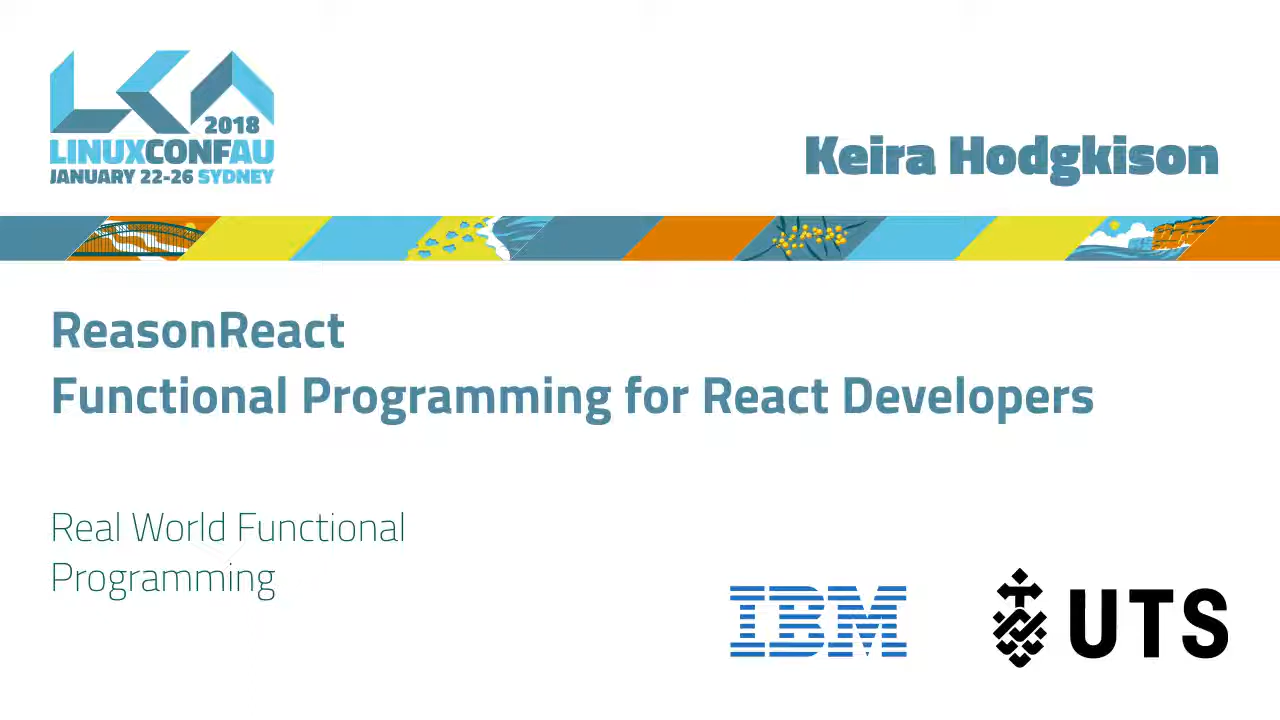 2018
LINUXCONFAU
JANUARY 22-26 SYDNEY
Keira Hodgkison
ReasonReact
Functional Programming for React Developers
Real World Functional
Programming
IBM
UTS